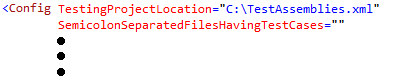 <Config TestingProjectLocation="C:\TestAssemblies.xml"
SemicolonSeparatedFilesHavingTestCases=""